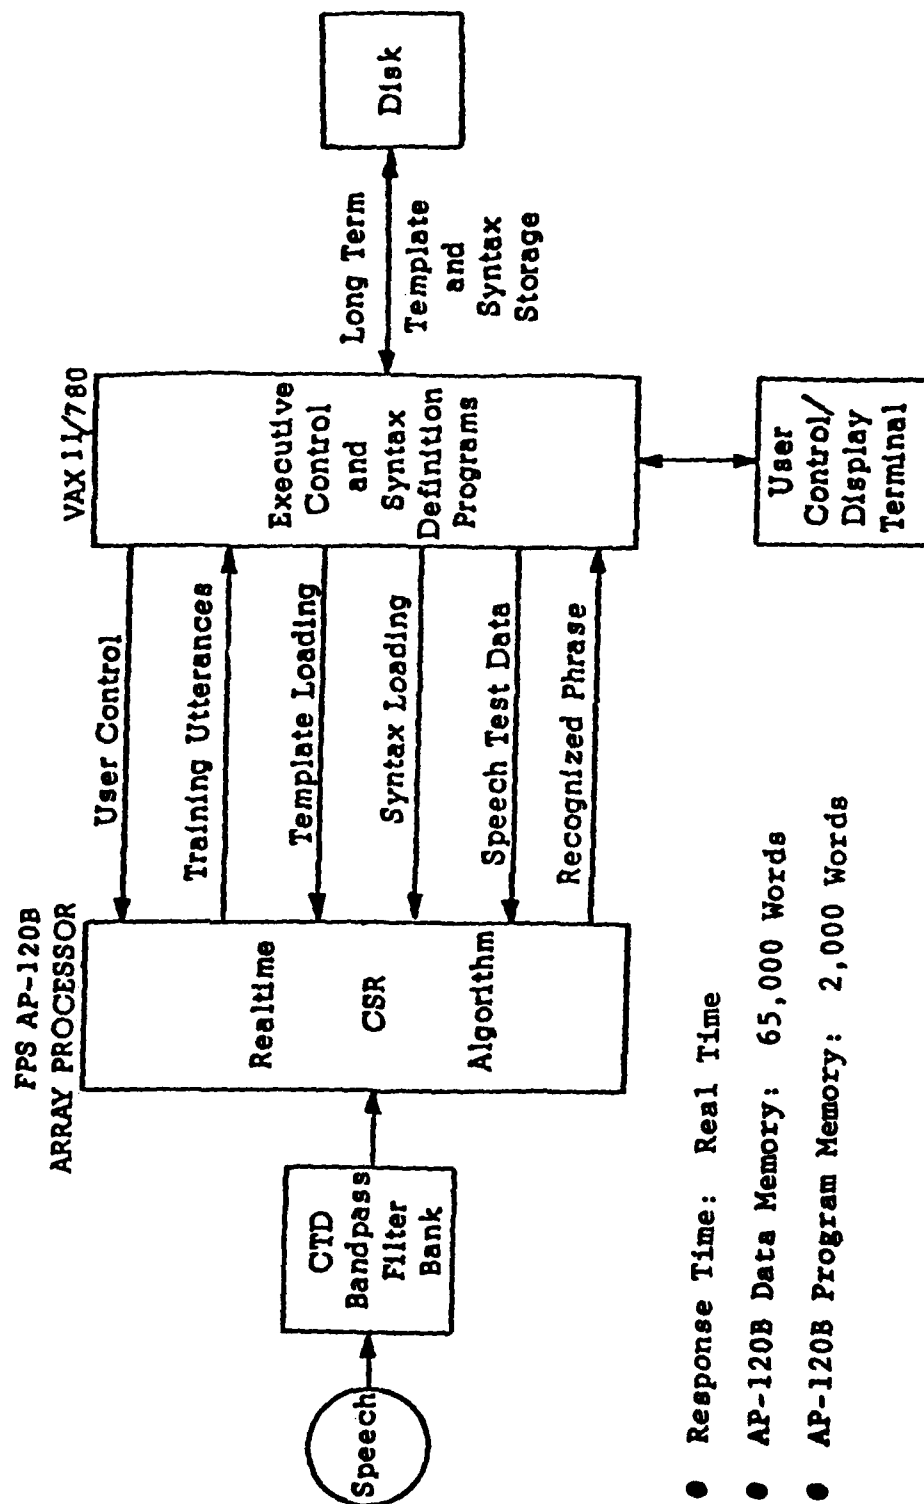 FPS AP-120B
ARRAY PROCESSOR
VAX 11/780
Speech
CTD
Bandpass
Filter
Bank
Realtime
CSR
Algorithm
User Control
Training Utterances
Template Loading
Syntax Loading
Speech Test Data
Recognized Phrase
Executive
Control
and
Syntax
Definition
Programs
Long Term
Template
and
Syntax
Storage
Disk
User
Control/
Display
Terminal
● Response Time: Real Time
● AP-120B Data Memory: 65,000 Words
● AP-120B Program Memory: 2,000 Words